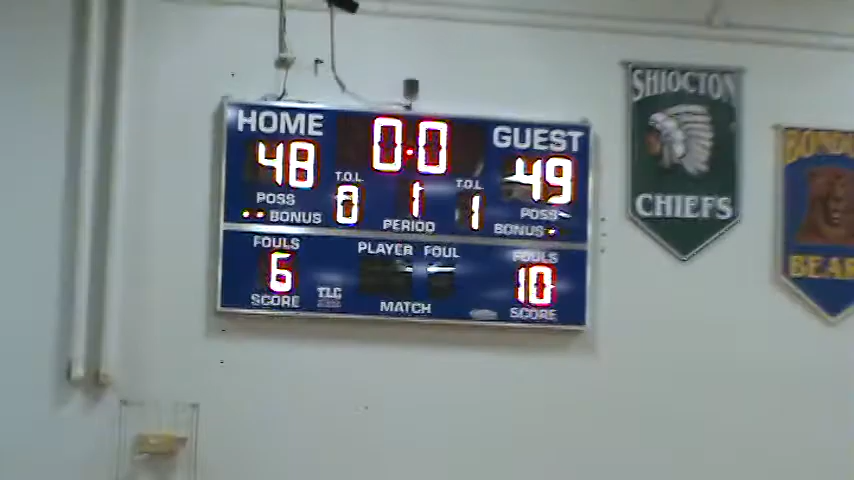 HOME 0.0 GUEST
48 49
T.O.L T.O.L
0 1 1
POSS POSS
BONUS PERIOD BONUS
FOULS PLAYER FOUL FOULS
6 10
SCORE TLC MATCH SCORE
SHIOCTON
CHIEFS